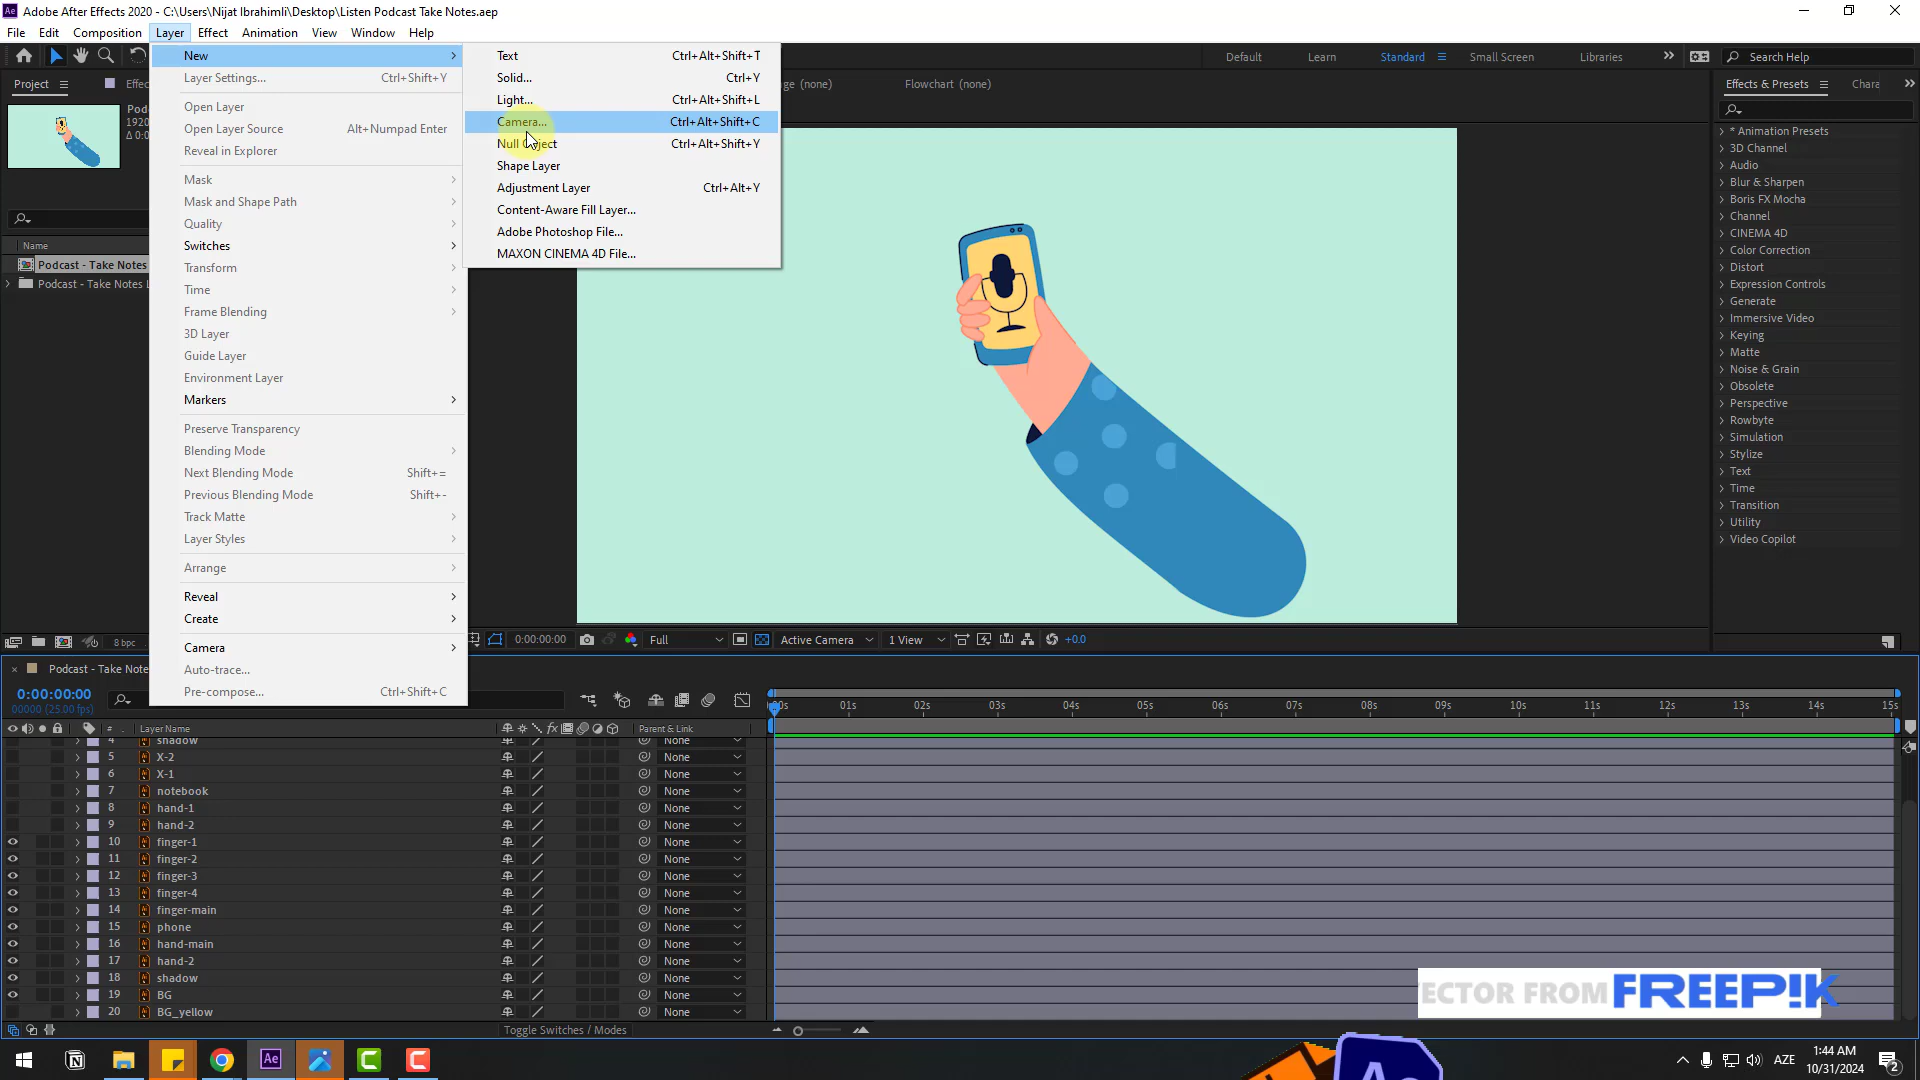 Adobe After Effects 2020 - C:\Users\Nijat Ibrahimli\Desktop\Listen Podcast Take Notes.aep
File Edit Composition Layer Effect Animation View Window Help
Default Learn Standard Small Screen Libraries Search Help
Project Effec
Flowchart (none)
Effects & Presets Chara
Pod
1920
Δ 0:0
Name
Podcast - Take Notes
Podcast - Take Notes L
8 bpc
New
Layer Settings... Ctrl+Shift+Y
Open Layer
Open Layer Source Alt+Numpad Enter
Reveal in Explorer
Mask
Mask and Shape Path
Quality
Switches
Transform
Time
Frame Blending
3D Layer
Guide Layer
Environment Layer
Markers
Preserve Transparency
Blending Mode
Next Blending Mode Shift+=
Previous Blending Mode Shift+-
Track Matte
Layer Styles
Arrange
Reveal
Create
Camera
Auto-trace...
Pre-compose... Ctrl+Shift+C
Text Ctrl+Alt+Shift+T
Solid... Ctrl+Y
Light... Ctrl+Alt+Shift+L
Camera... Ctrl+Alt+Shift+C
Null Object Ctrl+Alt+Shift+Y
Shape Layer
Adjustment Layer Ctrl+Alt+Y
Content-Aware Fill Layer...
Adobe Photoshop File...
MAXON CINEMA 4D File...
* Animation Presets
3D Channel
Audio
Blur & Sharpen
Boris FX Mocha
Channel
CINEMA 4D
Color Correction
Distort
Expression Controls
Generate
Immersive Video
Keying
Matte
Noise & Grain
Obsolete
Perspective
Rowbyte
Simulation
Stylize
Text
Time
Transition
Utility
Video Copilot
0:00:00:00 Full Active Camera 1 View +0.0
Podcast - Take Note
0:00:00:00
00000 (25.00 fps)
:00s 01s 02s 03s 04s 05s 06s 07s 08s 09s 10s 11s 12s 13s 14s 15s
# Layer Name fx Parent & Link
4 shadow None
5 X-2 None
6 X-1 None
7 notebook None
8 hand-1 None
9 hand-2 None
10 finger-1 None
11 finger-2 None
12 finger-3 None
13 finger-4 None
14 finger-main None
15 phone None
16 hand-main None
17 hand-2 None
18 shadow None
19 BG None
20 BG_yellow None
Toggle Switches / Modes
ECTOR FROM FREEP!K
AZE
1:44 AM
10/31/2024
2